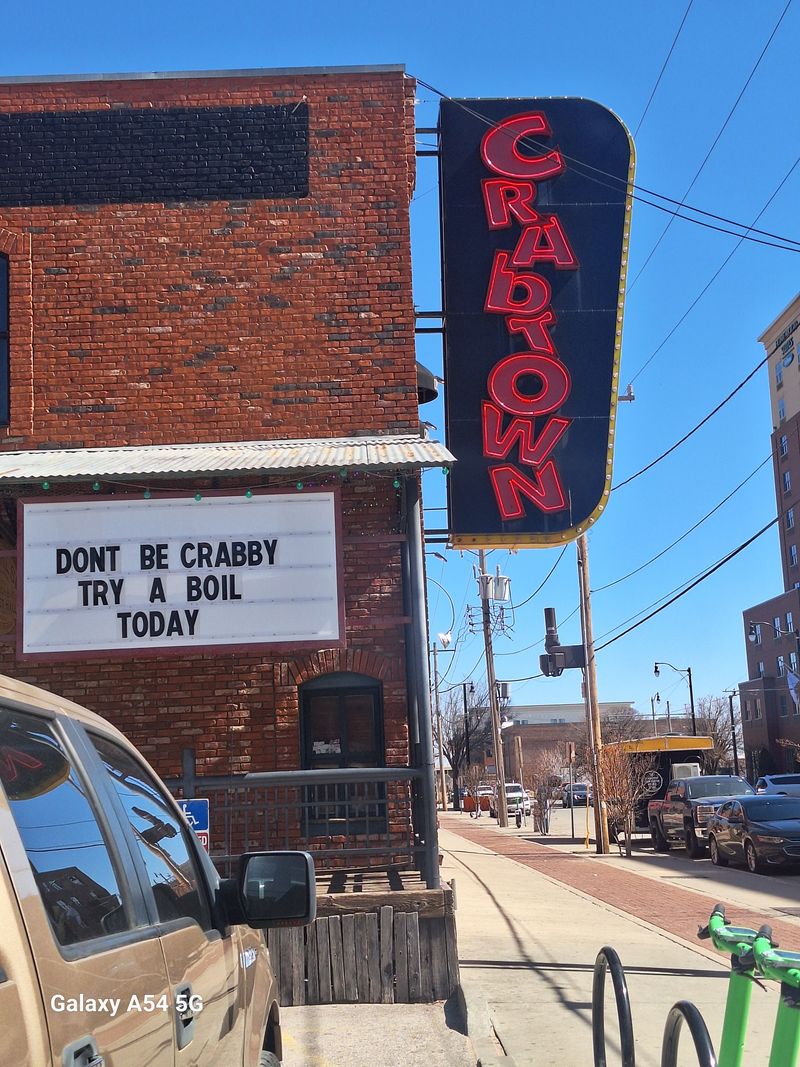 CRAbTOWN
DONT BE CRABBY
TRY A BOIL
TODAY
Galaxy A54 5G